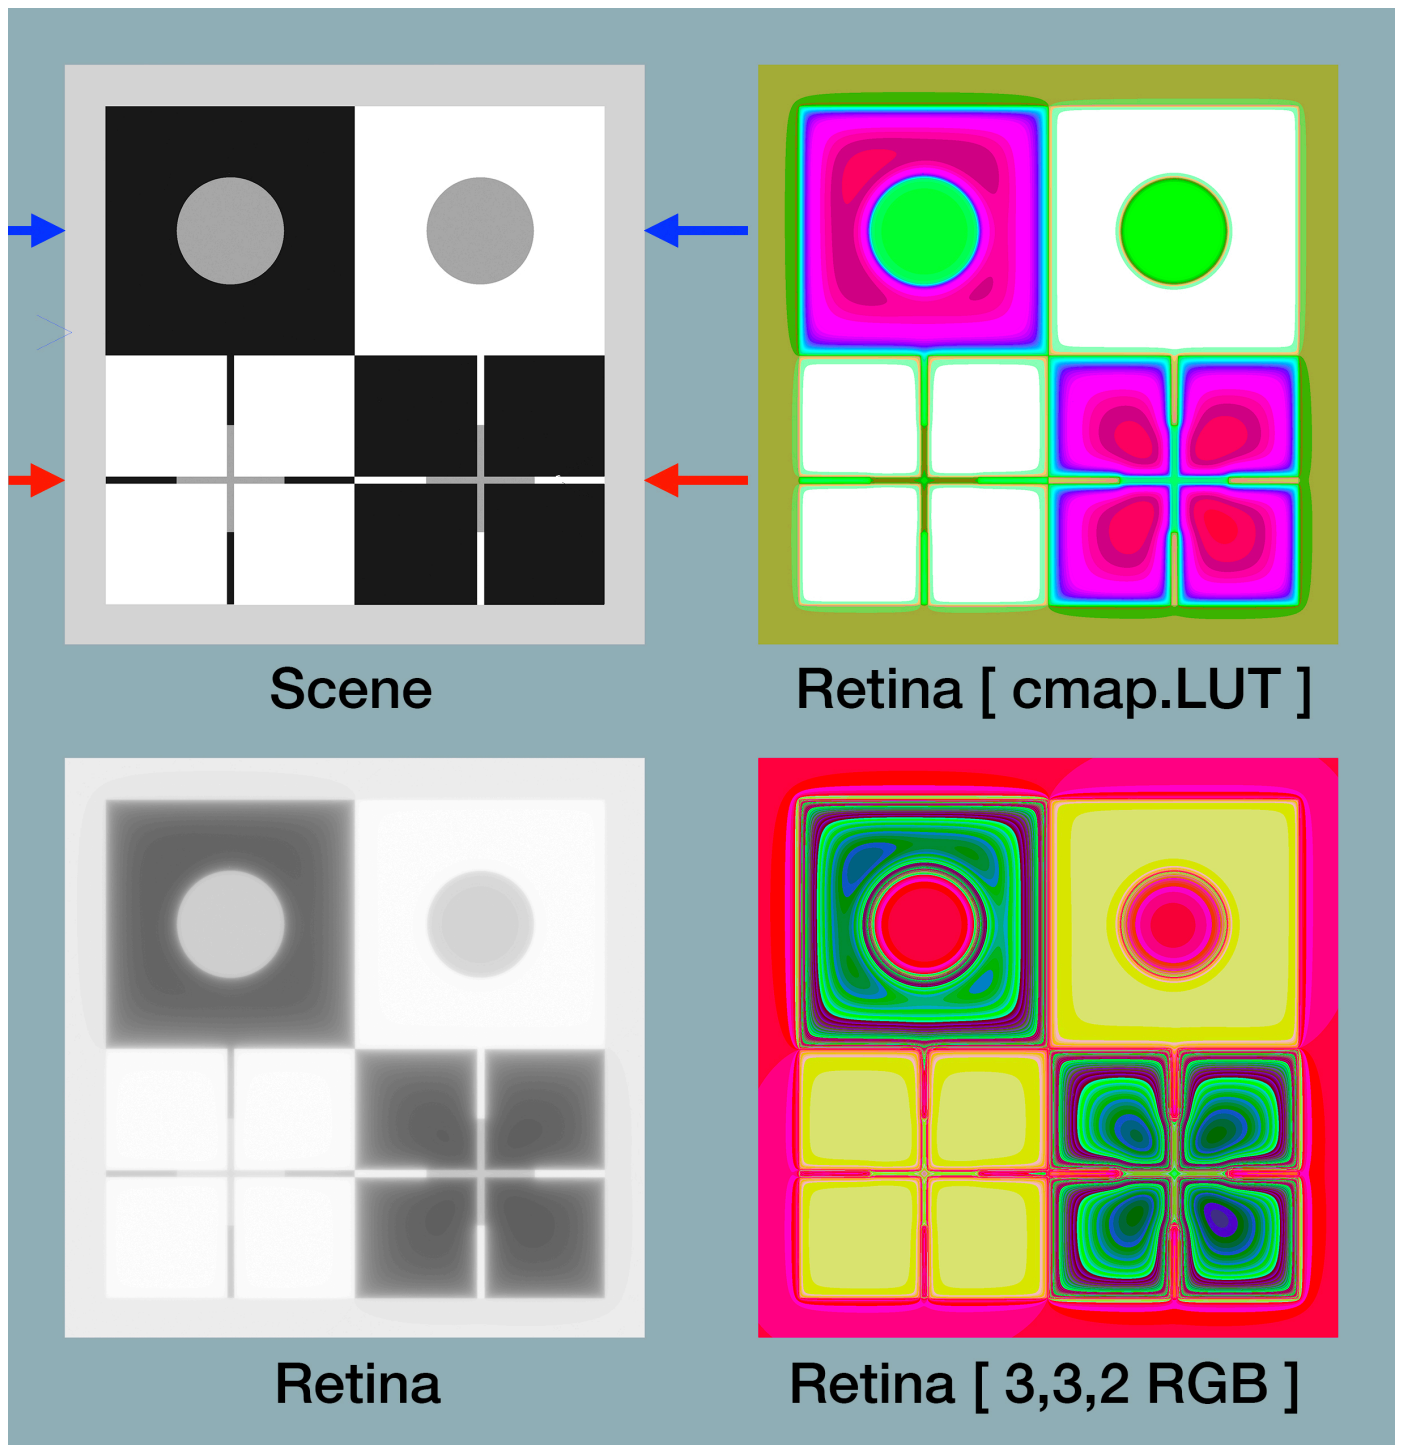 Scene
Retina [ cmap.LUT ]
Retina
Retina [ 3,3,2 RGB ]